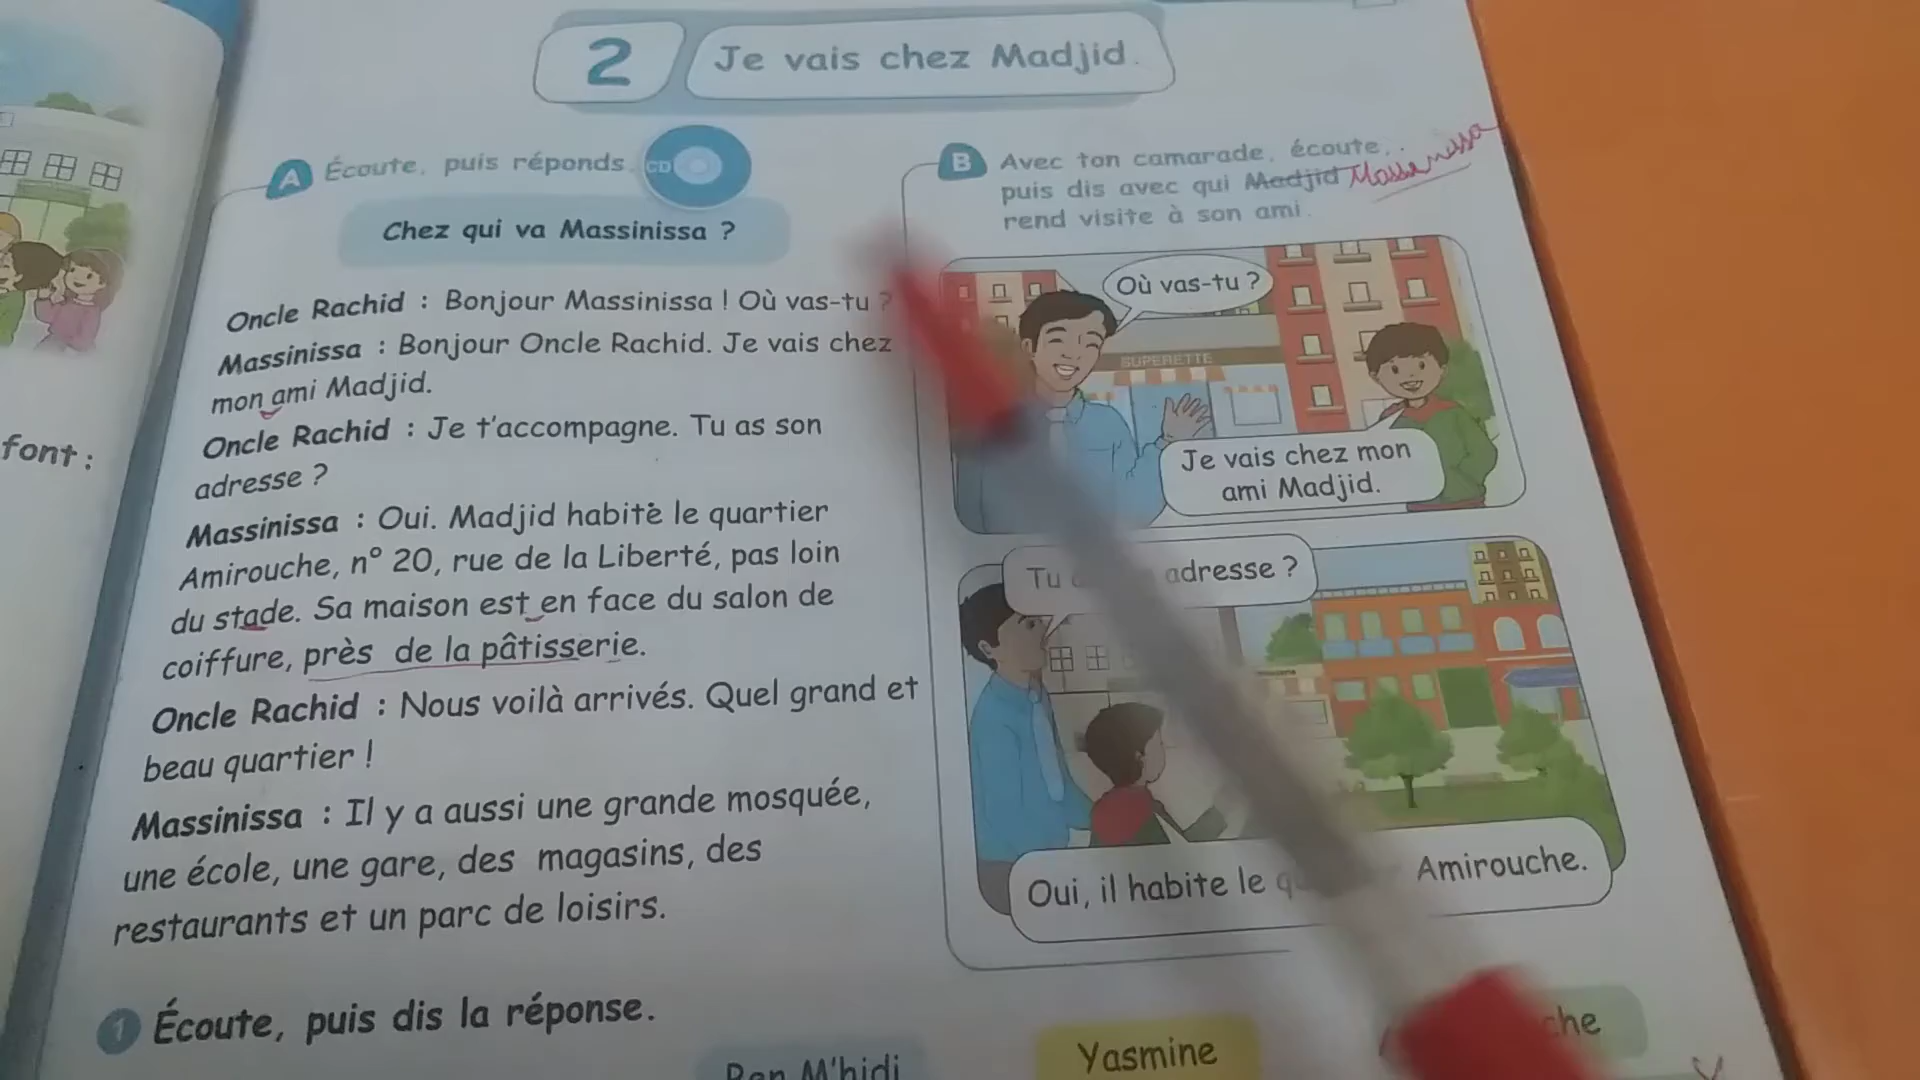 font :
2
Je vais chez Madjid.
A
Écoute, puis réponds.
CD
Chez qui va Massinissa ?
Oncle Rachid : Bonjour Massinissa ! Où vas-tu ?
Massinissa : Bonjour Oncle Rachid. Je vais chez
mon ami Madjid.
Oncle Rachid : Je t'accompagne. Tu as son
adresse ?
Massinissa : Oui. Madjid habite le quartier
Amirouche, n° 20, rue de la Liberté, pas loin
du stade. Sa maison est en face du salon de
coiffure, près de la pâtisserie.
Oncle Rachid : Nous voilà arrivés. Quel grand et
beau quartier !
Massinissa : Il y a aussi une grande mosquée,
une école, une gare, des magasins, des
restaurants et un parc de loisirs.
B
Avec ton camarade, écoute,
puis dis avec qui Madjid Massinissa
rend visite à son ami.
Où vas-tu ?
SUPERETTE
Je vais chez mon
ami Madjid.
Tu adresse ?
Oui, il habite le Amirouche.
1 Écoute, puis dis la réponse.
Ben M'hidi
Yasmine
che